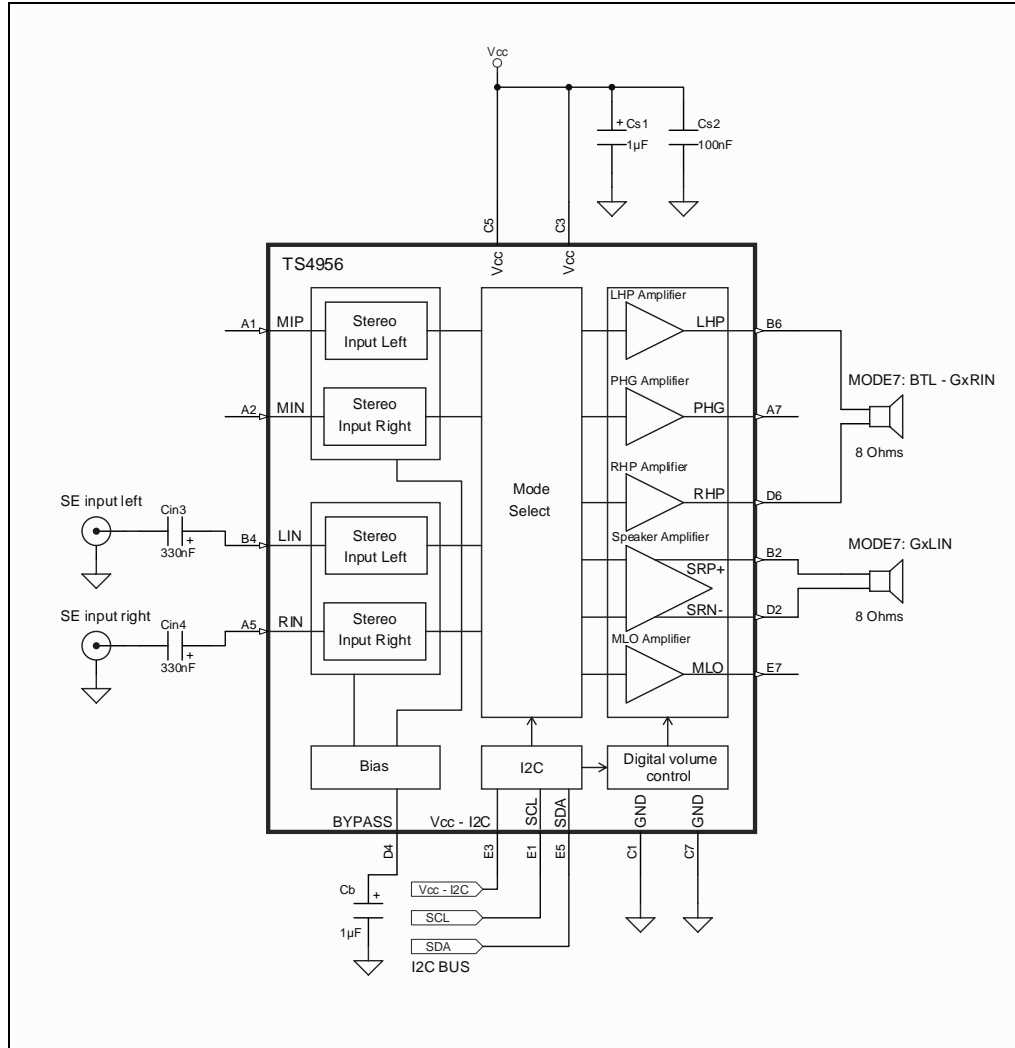 Vcc
+ Cs1
1µF
Cs2
100nF
C5
C3
TS4956
Vcc
Vcc
A1
MIP
Stereo
Input Left
A2
MIN
Stereo
Input Right
SE input left
Cin3
+
330nF
B4
LIN
Stereo
Input Left
SE input right
Cin4
+
330nF
A5
RIN
Stereo
Input Right
Mode
Select
LHP Amplifier
LHP
B6
PHG Amplifier
PHG
A7
RHP Amplifier
RHP
D6
Speaker Amplifier
SRP+
B2
SRN-
D2
MLO Amplifier
MLO
E7
MODE7: BTL - GxRIN
8 Ohms
MODE7: GxLIN
8 Ohms
Bias
I2C
Digital volume
control
BYPASS
Vcc - I2C
SCL
SDA
GND
GND
D4
E3
E1
E5
C1
C7
Cb
+
1µF
Vcc - I2C
SCL
SDA
I2C BUS